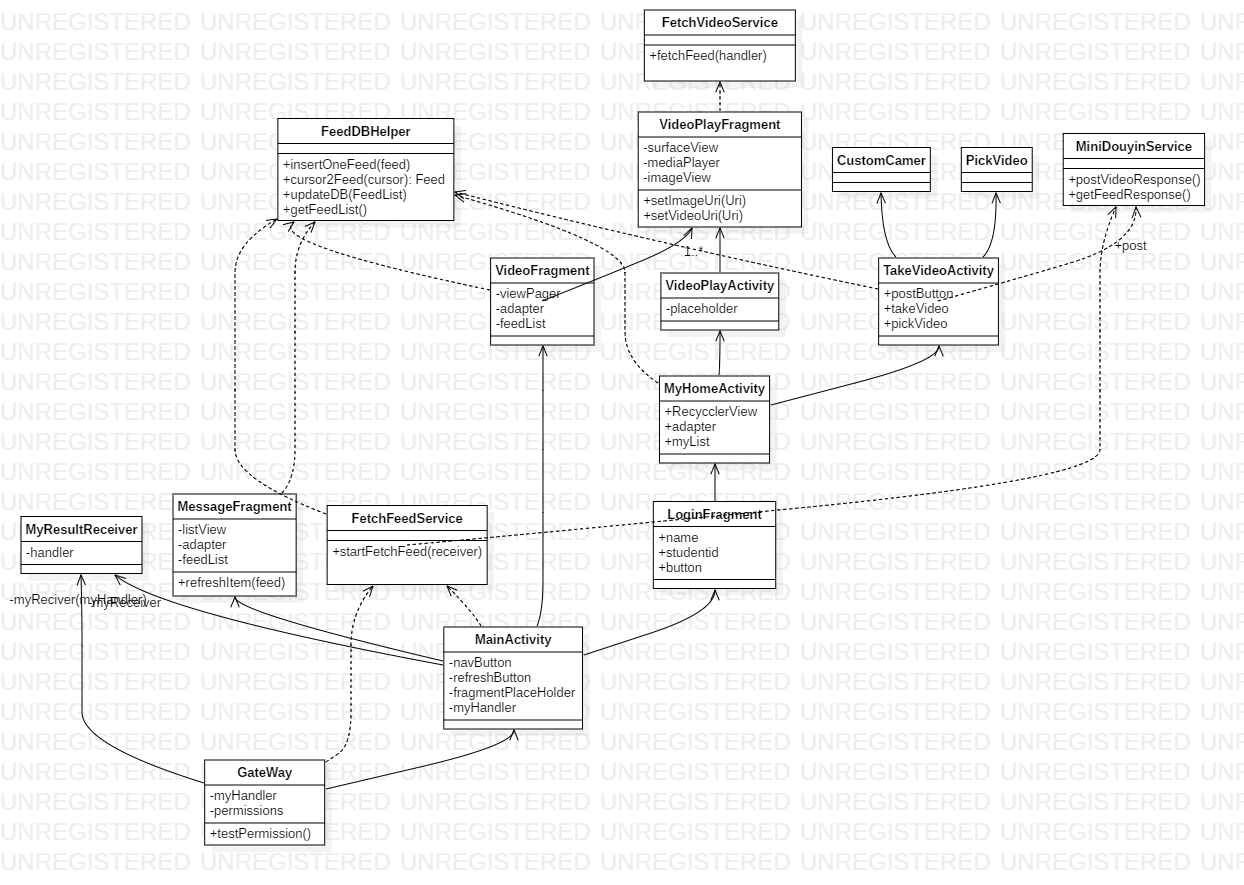 FetchVideoService
+fetchFeed(handler)
FeedDBHelper
+insertOneFeed(feed)
+cursor2Feed(cursor): Feed
+updateDB(FeedList)
+getFeedList()
VideoPlayFragment
-surfaceView
-mediaPlayer
-imageView
+setImageUri(Uri)
+setVideoUri(Uri)
CustomCamer
PickVideo
MiniDouyinService
+postVideoResponse()
+getFeedResponse()
1..*
+post
VideoFragment
-viewPager
-adapter
-feedList
VideoPlayActivity
-placeholder
TakeVideoActivity
+postButton
+takeVideo
+pickVideo
MyHomeActivity
+RecycclerView
+adapter
+myList
MyResultReceiver
-handler
MessageFragment
-listView
-adapter
-feedList
+refreshItem(feed)
FetchFeedService
+startFetchFeed(receiver)
LoginFragment
+name
+studentid
+button
-myReciver(myHandler)
-myReceiver
MainActivity
-navButton
-refreshButton
-fragmentPlaceHolder
-myHandler
GateWay
-myHandler
-permissions
+testPermission()
UNREGISTERED